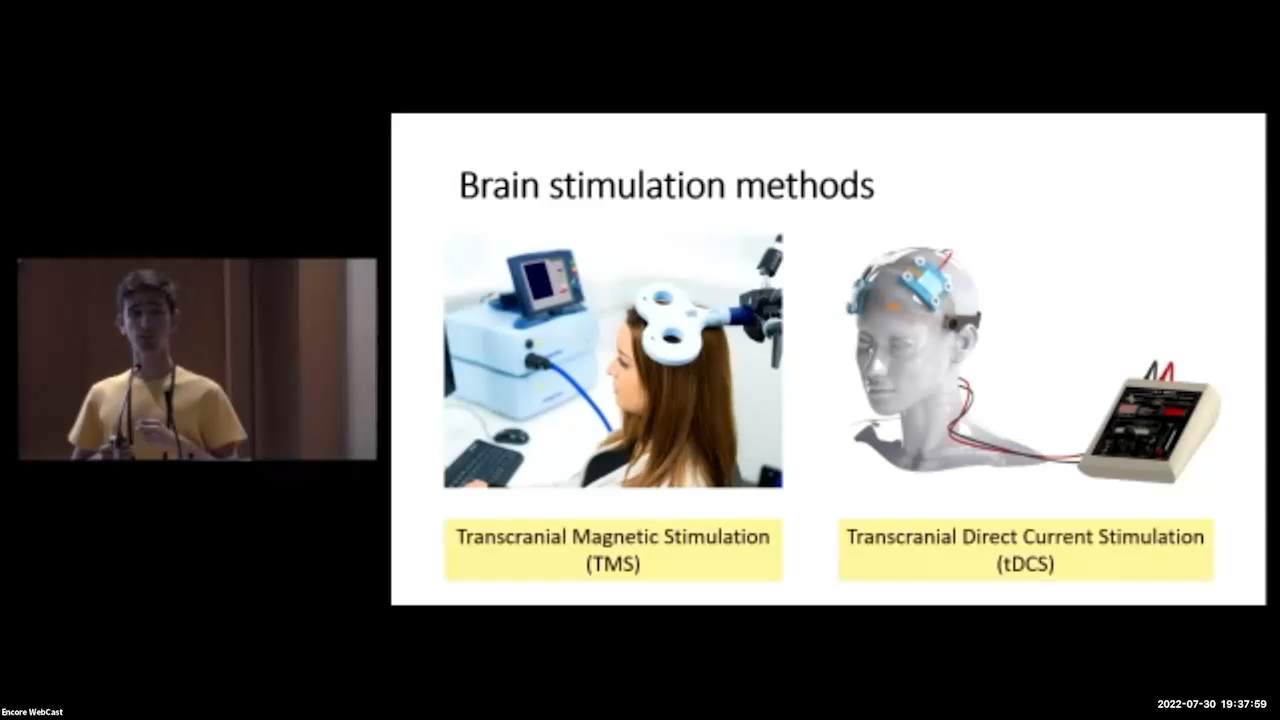 Brain stimulation methods
Transcranial Magnetic Stimulation
(TMS)
Transcranial Direct Current Stimulation
(tDCS)
Encore WebCast
2022-07-30 19:37:59